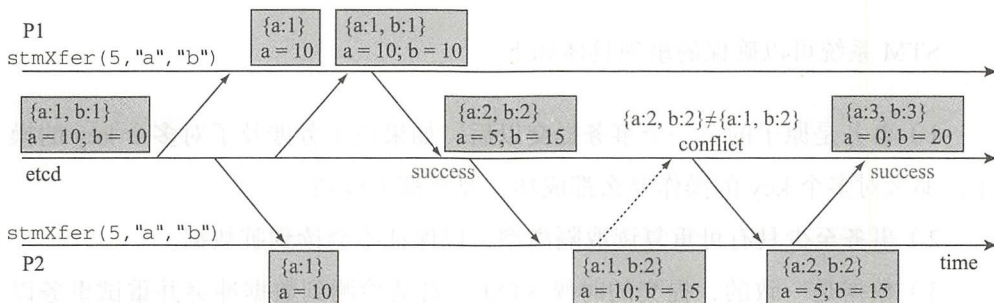 P1
stmXfer(5,"a","b")
{a:1}
a = 10
{a:1, b:1}
a = 10; b = 10
{a:1, b:1}
a = 10; b = 10
etcd
success
{a:2, b:2}
a = 5; b = 15
{a:2, b:2}≠{a:1, b:2}
conflict
{a:3, b:3}
a = 0; b = 20
success
stmXfer(5,"a","b")
P2
{a:1}
a = 10
{a:1, b:2}
a = 10; b = 15
{a:2, b:2}
a = 5; b = 15
time